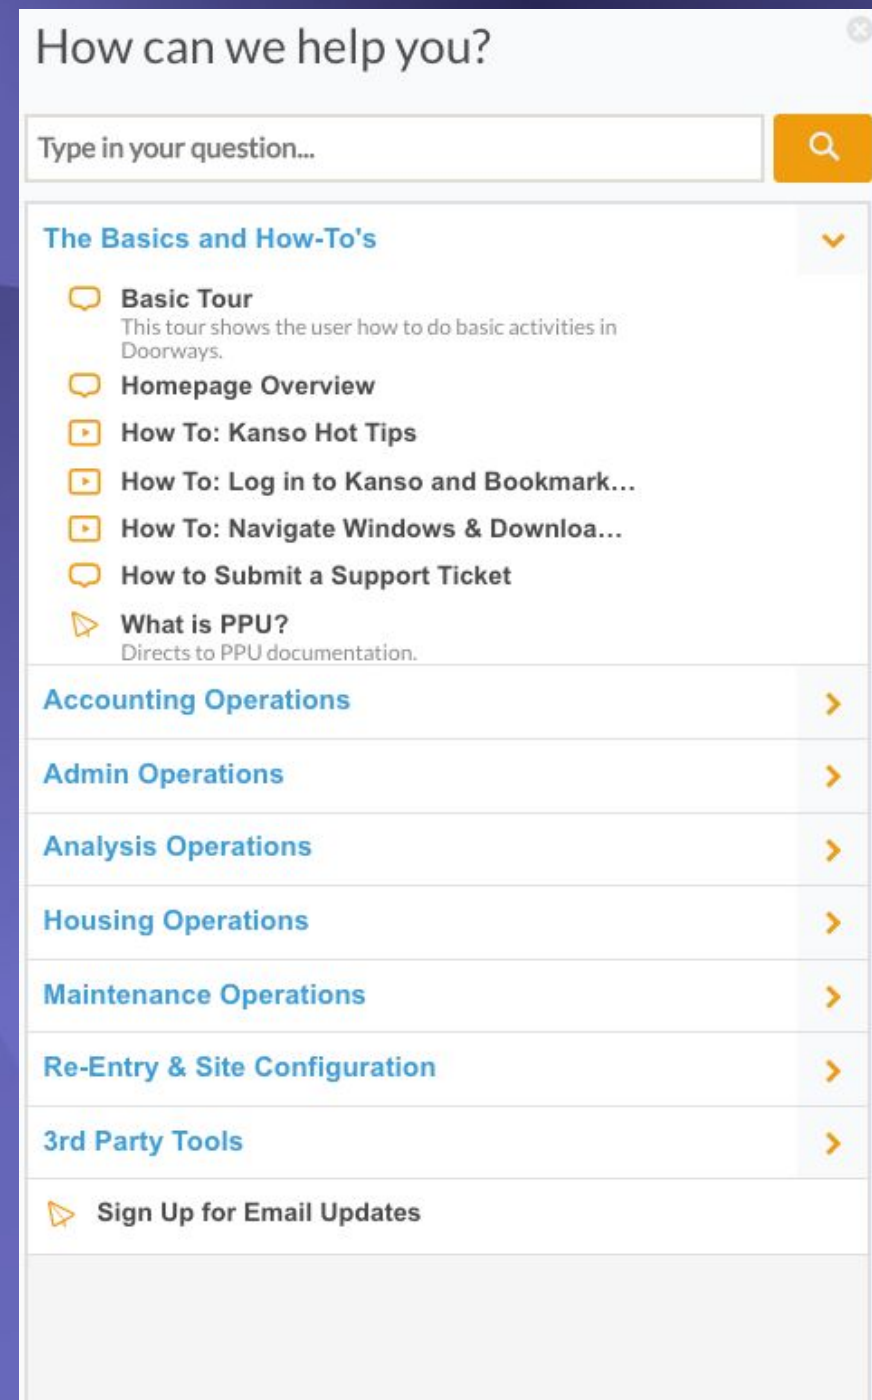 How can we help you?
Type in your question...
The Basics and How-To's
Basic Tour
This tour shows the user how to do basic activities in
Doorways.
Homepage Overview
How To: Kanso Hot Tips
How To: Log in to Kanso and Bookmark...
How To: Navigate Windows & Downloa...
How to Submit a Support Ticket
What is PPU?
Directs to PPU documentation.
Accounting Operations
Admin Operations
Analysis Operations
Housing Operations
Maintenance Operations
Re-Entry & Site Configuration
3rd Party Tools
Sign Up for Email Updates